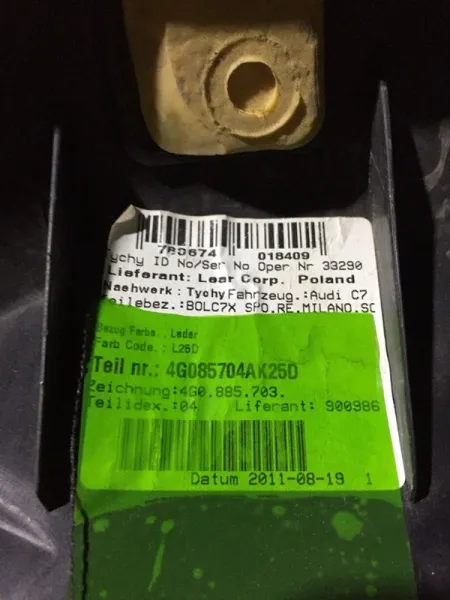 780674 018409
Tychy ID No/Ser No Oper Nr 33290
Lieferant: Lear Corp. Poland
Naehwerk: Tychy Fahrzeug.:Audi C7
Teilebez.:BOLC7X SPO.RE.MILANO.SC
Bezug Farbe.: Leder
Farb Code.: L25D
Teil nr.: 4G085704AK25D
Zeichnung:4G0.885.703.
Teilidex.:04 Liferant: 900986
Datum 2011-08-19 1